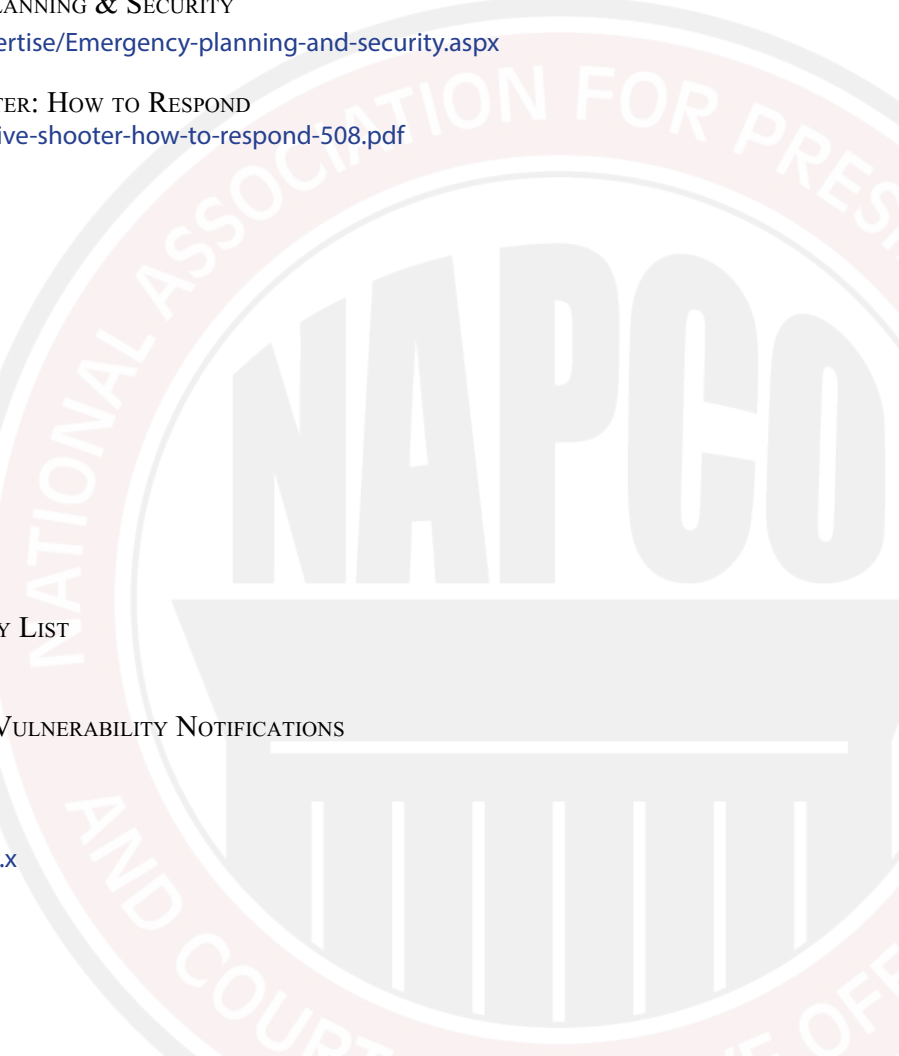 LANNING & SECURITY
ertise/Emergency-planning-and-security.aspx
TER: HOW TO RESPOND
ive-shooter-how-to-respond-508.pdf
Y LIST
VULNERABILITY NOTIFICATIONS
.x
NATIONAL ASSOCIATION FOR PRES
NAPCO
AND COURT
E OFF